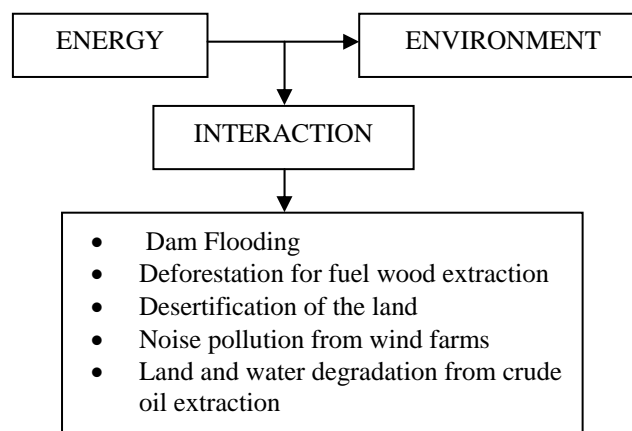 ENERGY
ENVIRONMENT
INTERACTION
• Dam Flooding
• Deforestation for fuel wood extraction
• Desertification of the land
• Noise pollution from wind farms
• Land and water degradation from crude
oil extraction